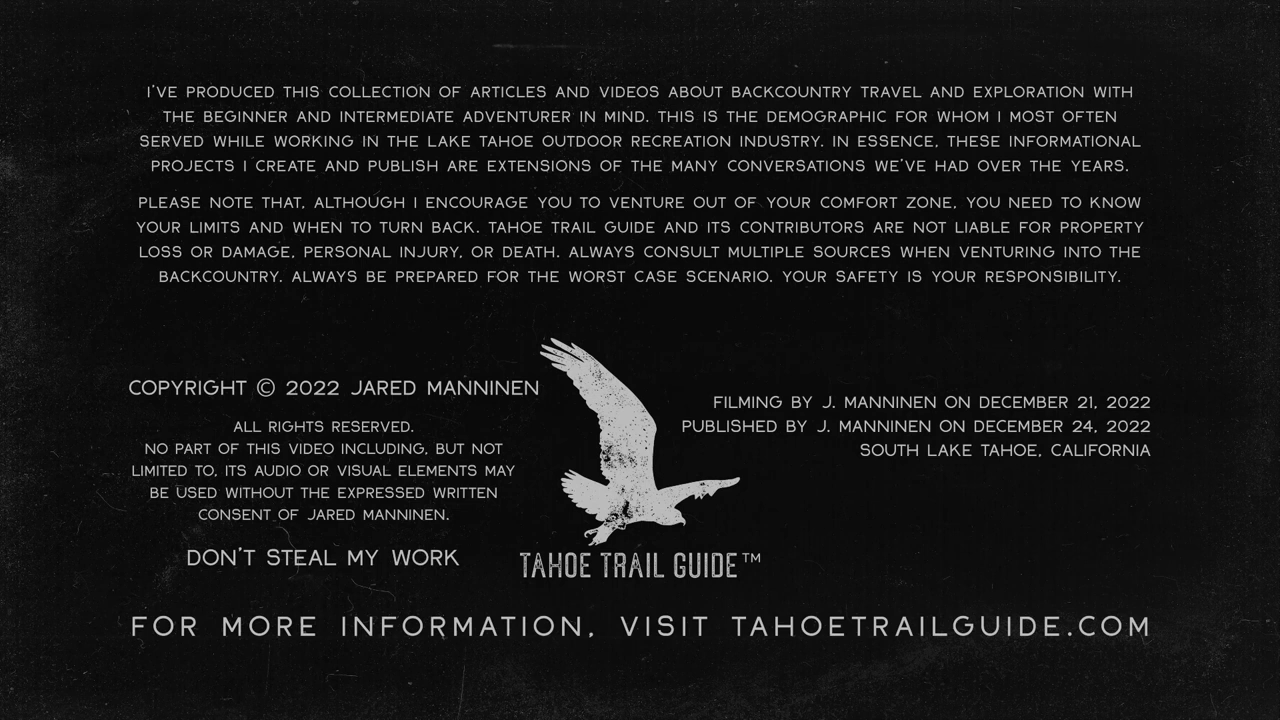 I'VE PRODUCED THIS COLLECTION OF ARTICLES AND VIDEOS ABOUT BACKCOUNTRY TRAVEL AND EXPLORATION WITH
THE BEGINNER AND INTERMEDIATE ADVENTURER IN MIND. THIS IS THE DEMOGRAPHIC FOR WHOM I MOST OFTEN
SERVED WHILE WORKING IN THE LAKE TAHOE OUTDOOR RECREATION INDUSTRY. IN ESSENCE, THESE INFORMATIONAL
PROJECTS I CREATE AND PUBLISH ARE EXTENSIONS OF THE MANY CONVERSATIONS WE'VE HAD OVER THE YEARS.
PLEASE NOTE THAT, ALTHOUGH I ENCOURAGE YOU TO VENTURE OUT OF YOUR COMFORT ZONE, YOU NEED TO KNOW
YOUR LIMITS AND WHEN TO TURN BACK. TAHOE TRAIL GUIDE AND ITS CONTRIBUTORS ARE NOT LIABLE FOR PROPERTY
LOSS OR DAMAGE, PERSONAL INJURY, OR DEATH. ALWAYS CONSULT MULTIPLE SOURCES WHEN VENTURING INTO THE
BACKCOUNTRY. ALWAYS BE PREPARED FOR THE WORST CASE SCENARIO. YOUR SAFETY IS YOUR RESPONSIBILITY.
COPYRIGHT © 2022 JARED MANNINEN
ALL RIGHTS RESERVED.
NO PART OF THIS VIDEO INCLUDING, BUT NOT
LIMITED TO, ITS AUDIO OR VISUAL ELEMENTS MAY
BE USED WITHOUT THE EXPRESSED WRITTEN
CONSENT OF JARED MANNINEN.
DON'T STEAL MY WORK
TAHOE TRAIL GUIDE™
FILMING BY J. MANNINEN ON DECEMBER 21, 2022
PUBLISHED BY J. MANNINEN ON DECEMBER 24, 2022
SOUTH LAKE TAHOE, CALIFORNIA
FOR MORE INFORMATION, VISIT TAHOETRAILGUIDE.COM